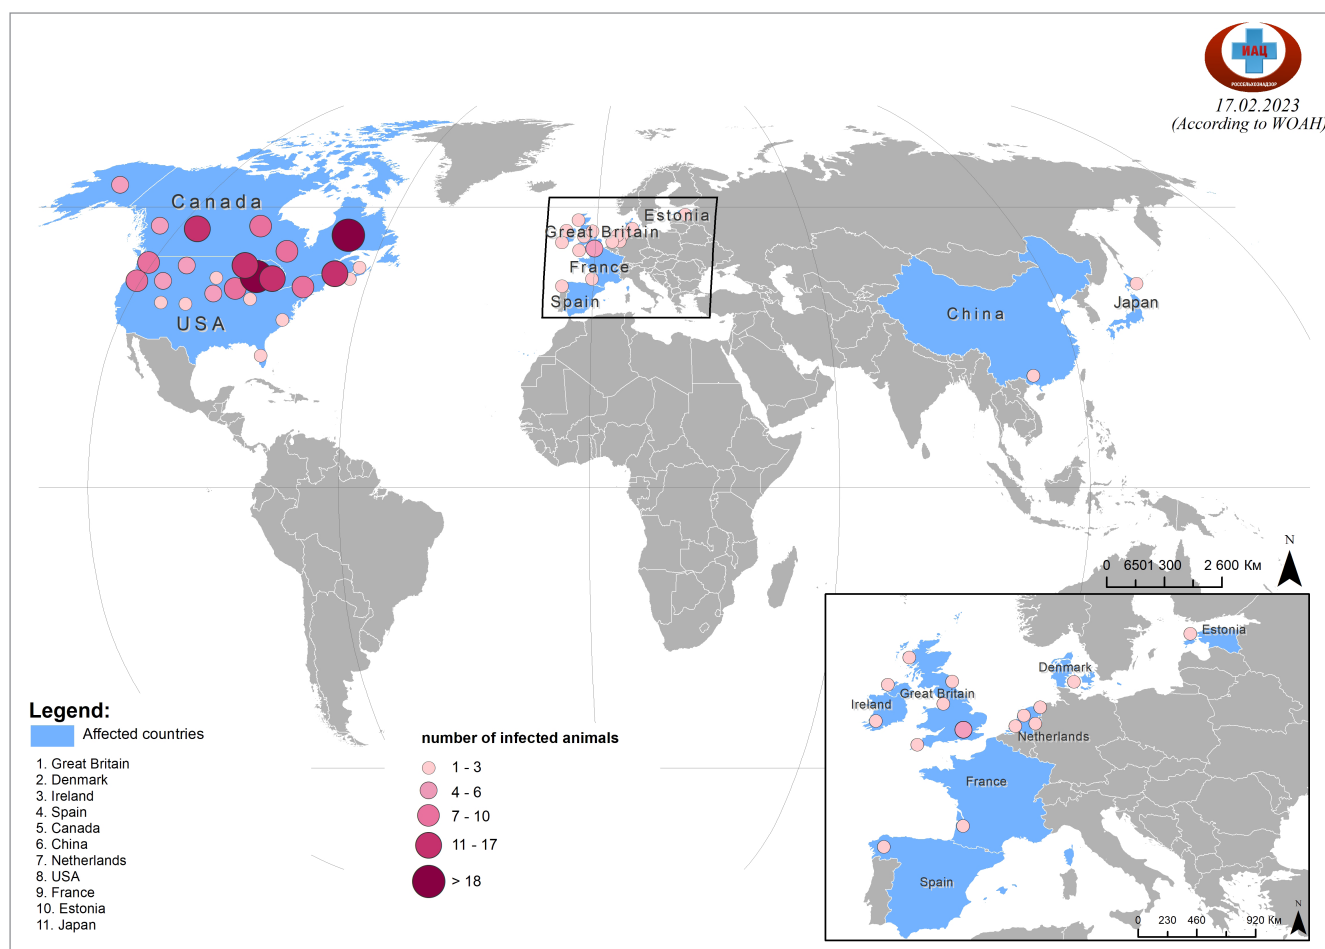 ИАЦ
РОССЕЛЬХОЗНАДЗОР
17.02.2023
(According to WOAH)
Canada
USA
Estonia
Great Britain
France
Spain
China
Japan
N
0 6501 300 2 600 Км
Estonia
Denmark
Great Britain
Ireland
Netherlands
France
Spain
N
0 230 460 920 Км
Legend:
Affected countries
1. Great Britain
2. Denmark
3. Ireland
4. Spain
5. Canada
6. China
7. Netherlands
8. USA
9. France
10. Estonia
11. Japan
number of infected animals
1 - 3
4 - 6
7 - 10
11 - 17
> 18